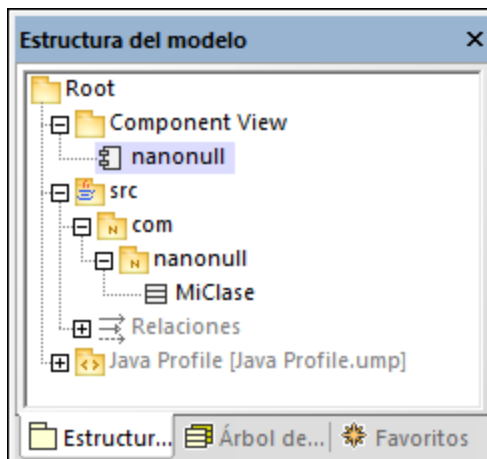 Estructura del modelo
Root
Component View
nanonull
src
com
nanonull
MiClase
Relaciones
Java Profile [Java Profile.ump]
Estructur... Árbol de... Favoritos